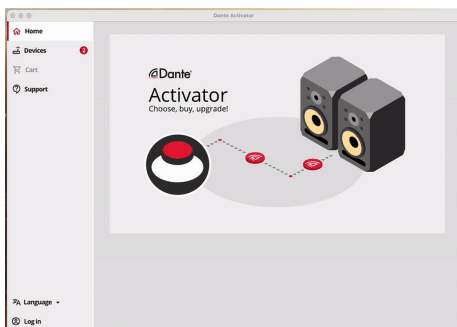 Dante Activator
Home
Devices
2
Cart
Support
Dante
Activator
Choose, buy, upgrade!
Language
Log in